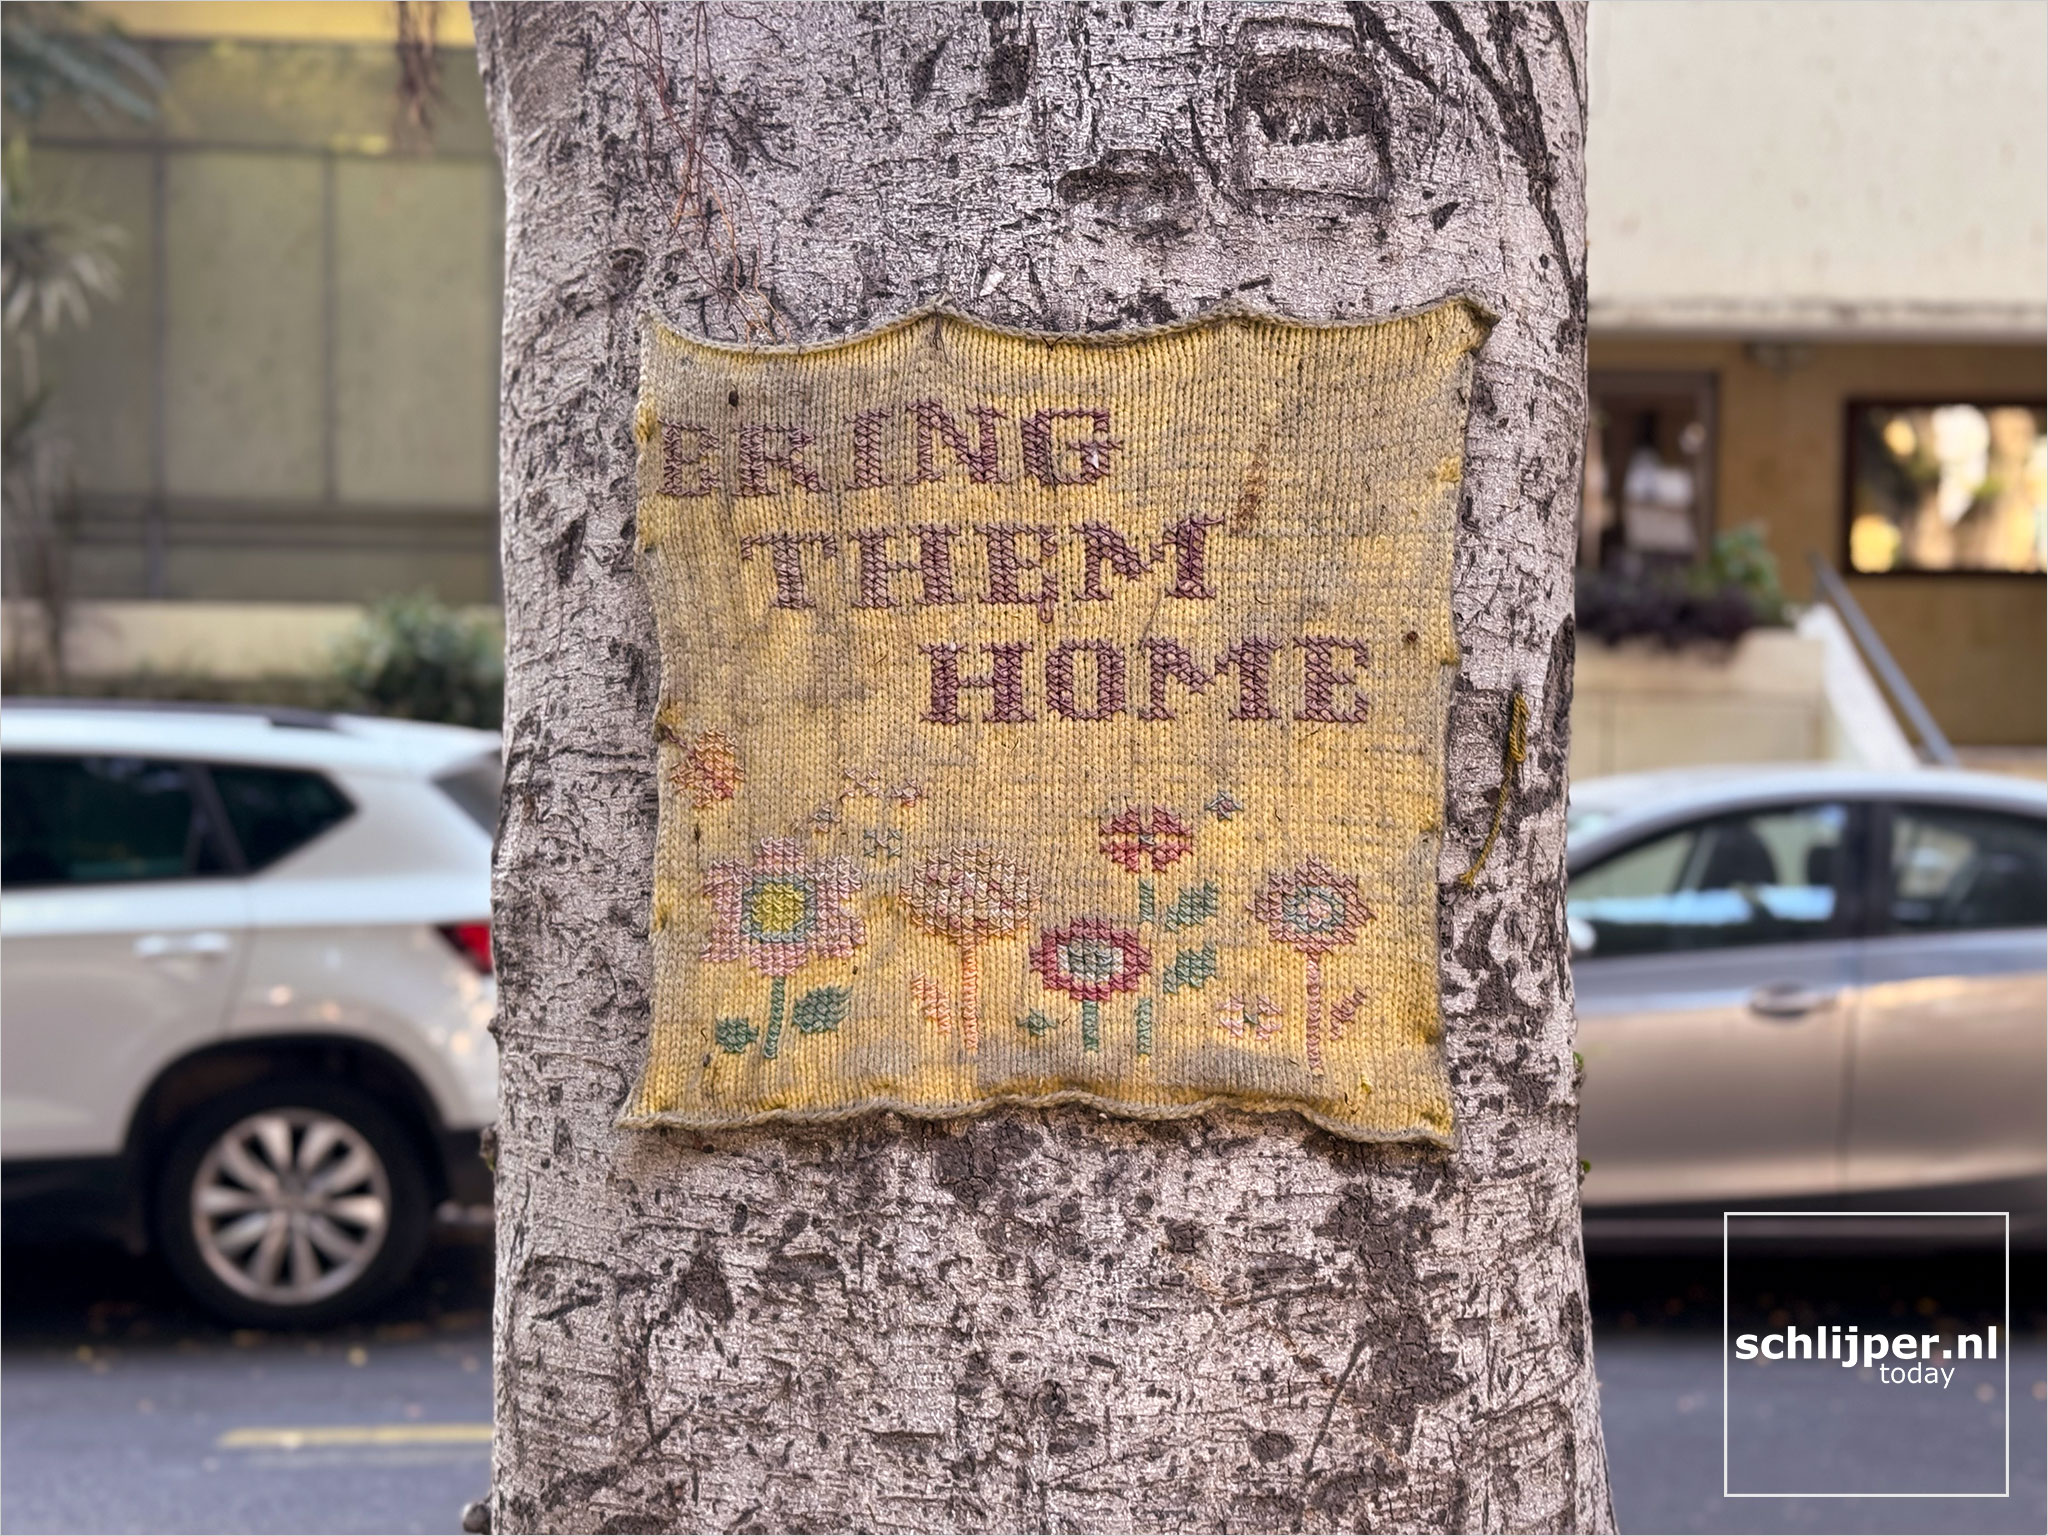 BRING
THEM
HOME
schlijper.nl
today